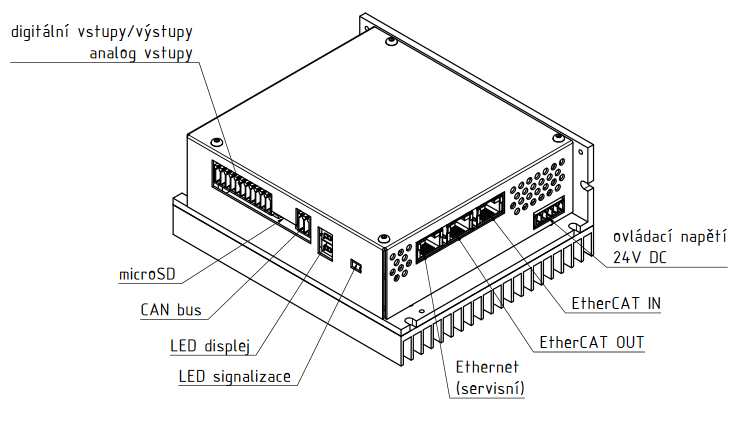 digitální vstupy/výstupy
analog vstupy
microSD
CAN bus
LED displej
LED signalizace
ovládací napětí
24V DC
EtherCAT IN
EtherCAT OUT
Ethernet
(servisní)